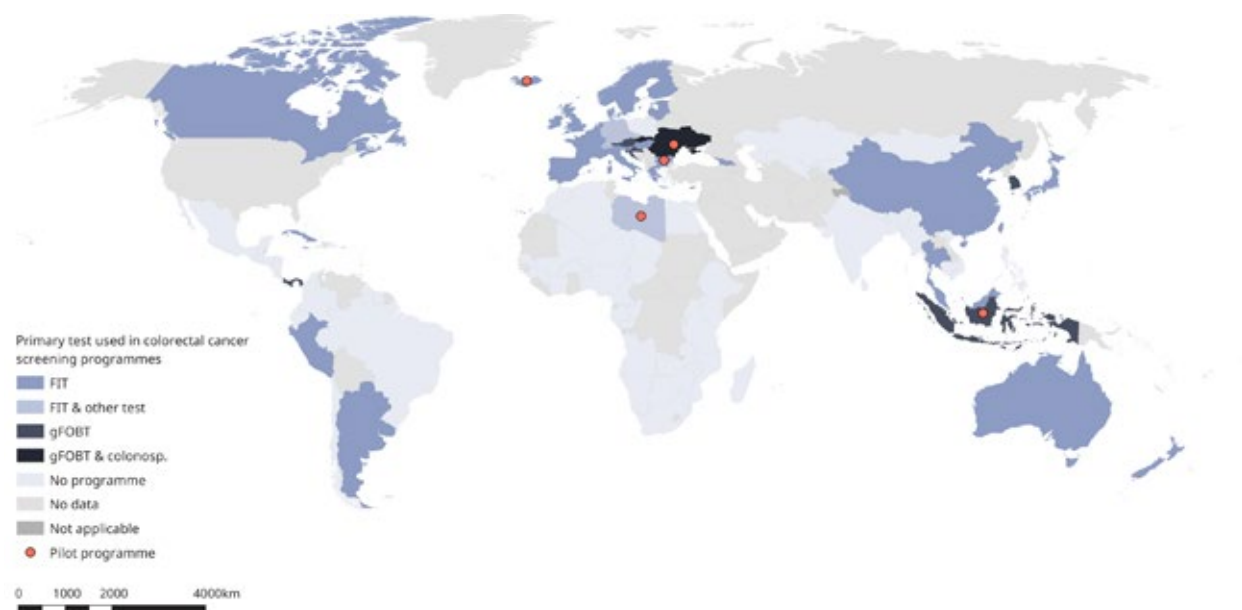 Primary test used in colorectal cancer
screening programmes
FIT
FIT & other test
gFOBT
gFOBT & colonosp.
No programme
No data
Not applicable
Pilot programme
0 1000 2000 4000km